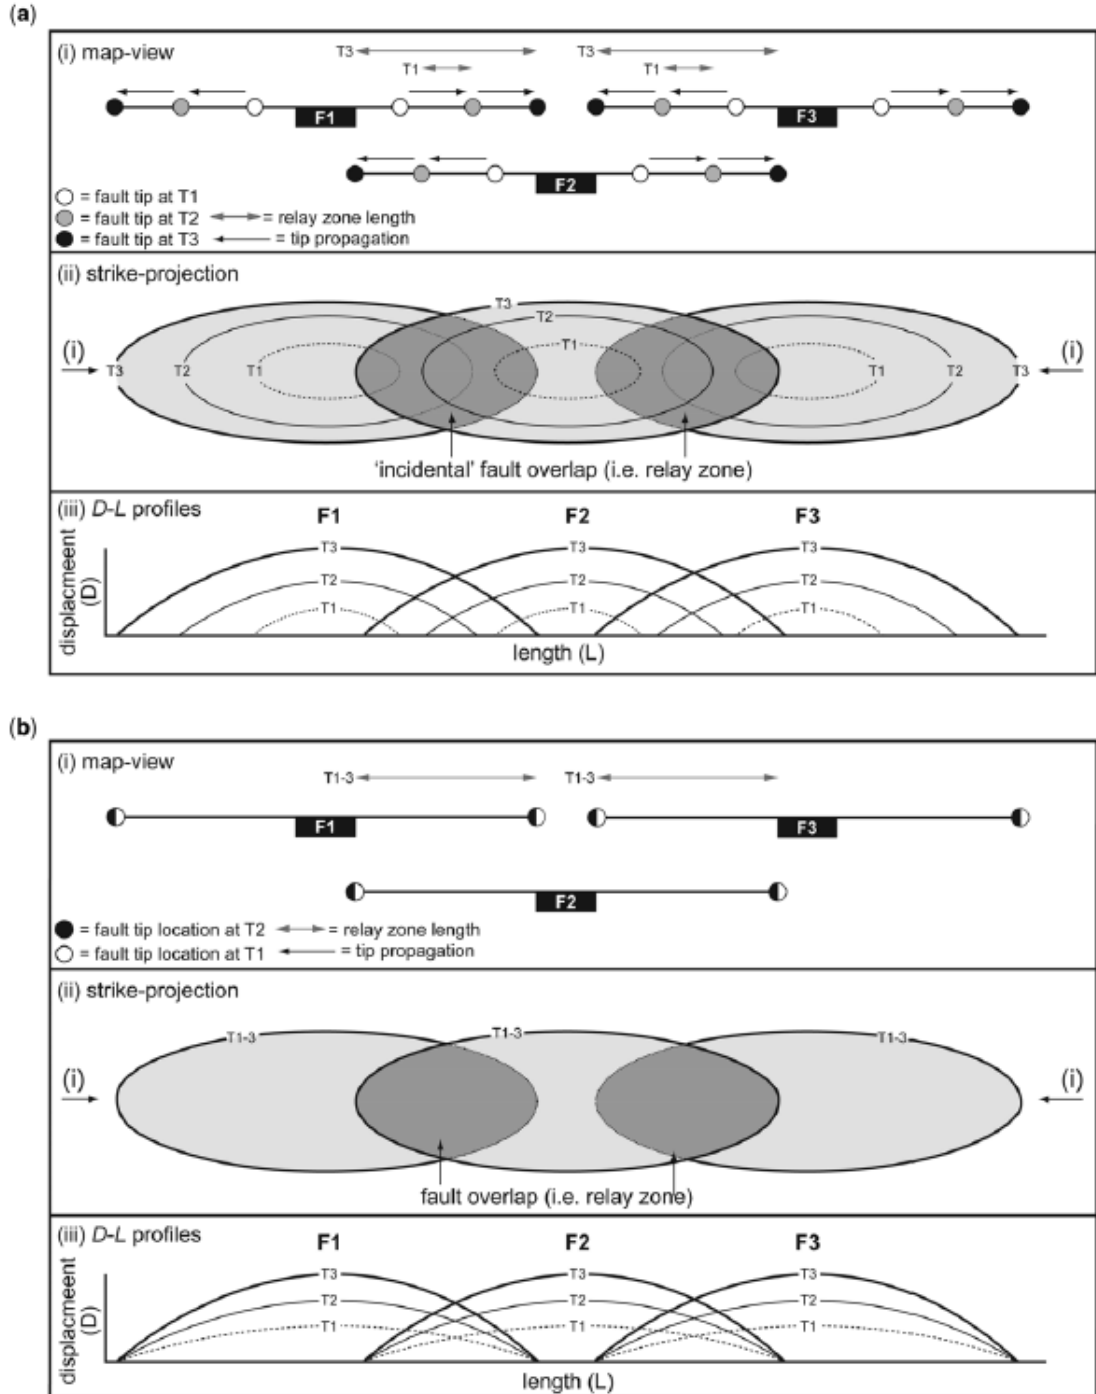 (a)
(i) map-view
T3 T3
T1 T1
F1 F3
F2
= fault tip at T1
= fault tip at T2 = relay zone length
= fault tip at T3 = tip propagation
(ii) strike-projection
T3
T2
T1
(i) (i)
T3 T2 T1 T1 T2 T3
'incidental' fault overlap (i.e. relay zone)
(iii) D-L profiles
F1 F2 F3
T3 T3 T3
T2 T2 T2
T1 T1 T1
displacmeent
(D)
length (L)
(b)
(i) map-view
T1-3 T1-3
F1 F3
F2
= fault tip location at T2 = relay zone length
= fault tip location at T1 = tip propagation
(ii) strike-projection
T1-3 T1-3 T1-3
(i) (i)
fault overlap (i.e. relay zone)
(iii) D-L profiles
F1 F2 F3
T3 T3 T3
T2 T2 T2
T1 T1 T1
displacmeent
(D)
length (L)